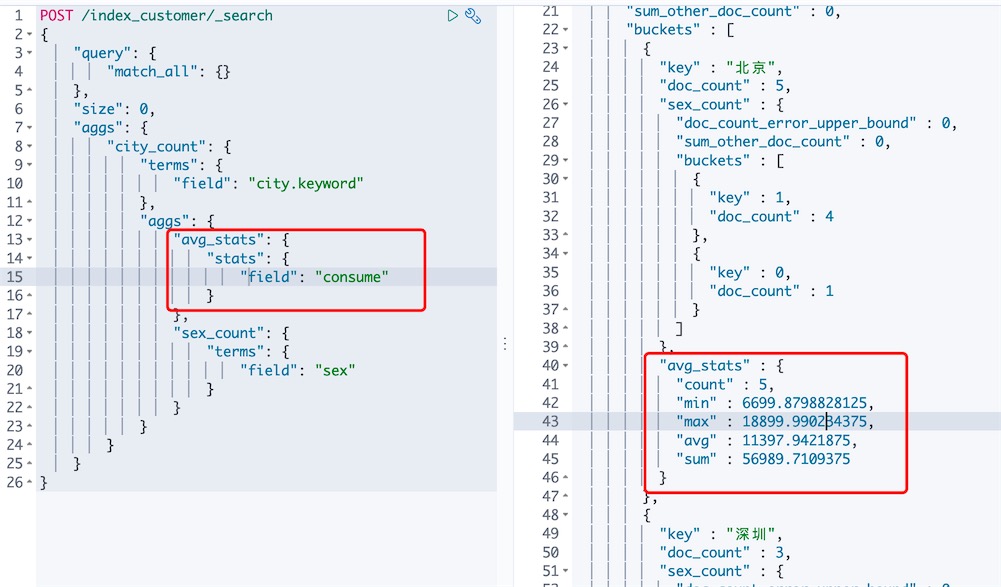 1 POST /index_customer/_search
2 {
3 "query": {
4 "match_all": {}
5 },
6 "size": 0,
7 "aggs": {
8 "city_count": {
9 "terms": {
10 "field": "city.keyword"
11 },
12 "aggs": {
13 "avg_stats": {
14 "stats": {
15 "field": "consume"
16 }
17 },
18 "sex_count": {
19 "terms": {
20 "field": "sex"
21 }
22 }
23 }
24 }
25 }
26 }
21 "sum_other_doc_count" : 0,
22 "buckets" : [
23 {
24 "key" : "北京",
25 "doc_count" : 5,
26 "sex_count" : {
27 "doc_count_error_upper_bound" : 0,
28 "sum_other_doc_count" : 0,
29 "buckets" : [
30 {
31 "key" : 1,
32 "doc_count" : 4
33 },
34 {
35 "key" : 0,
36 "doc_count" : 1
37 }
38 ]
39 },
40 "avg_stats" : {
41 "count" : 5,
42 "min" : 6699.8798828125,
43 "max" : 18899.990234375,
44 "avg" : 11397.9421875,
45 "sum" : 56989.7109375
46 }
47 },
48 {
49 "key" : "深圳",
50 "doc_count" : 3,
51 "sex_count" : {